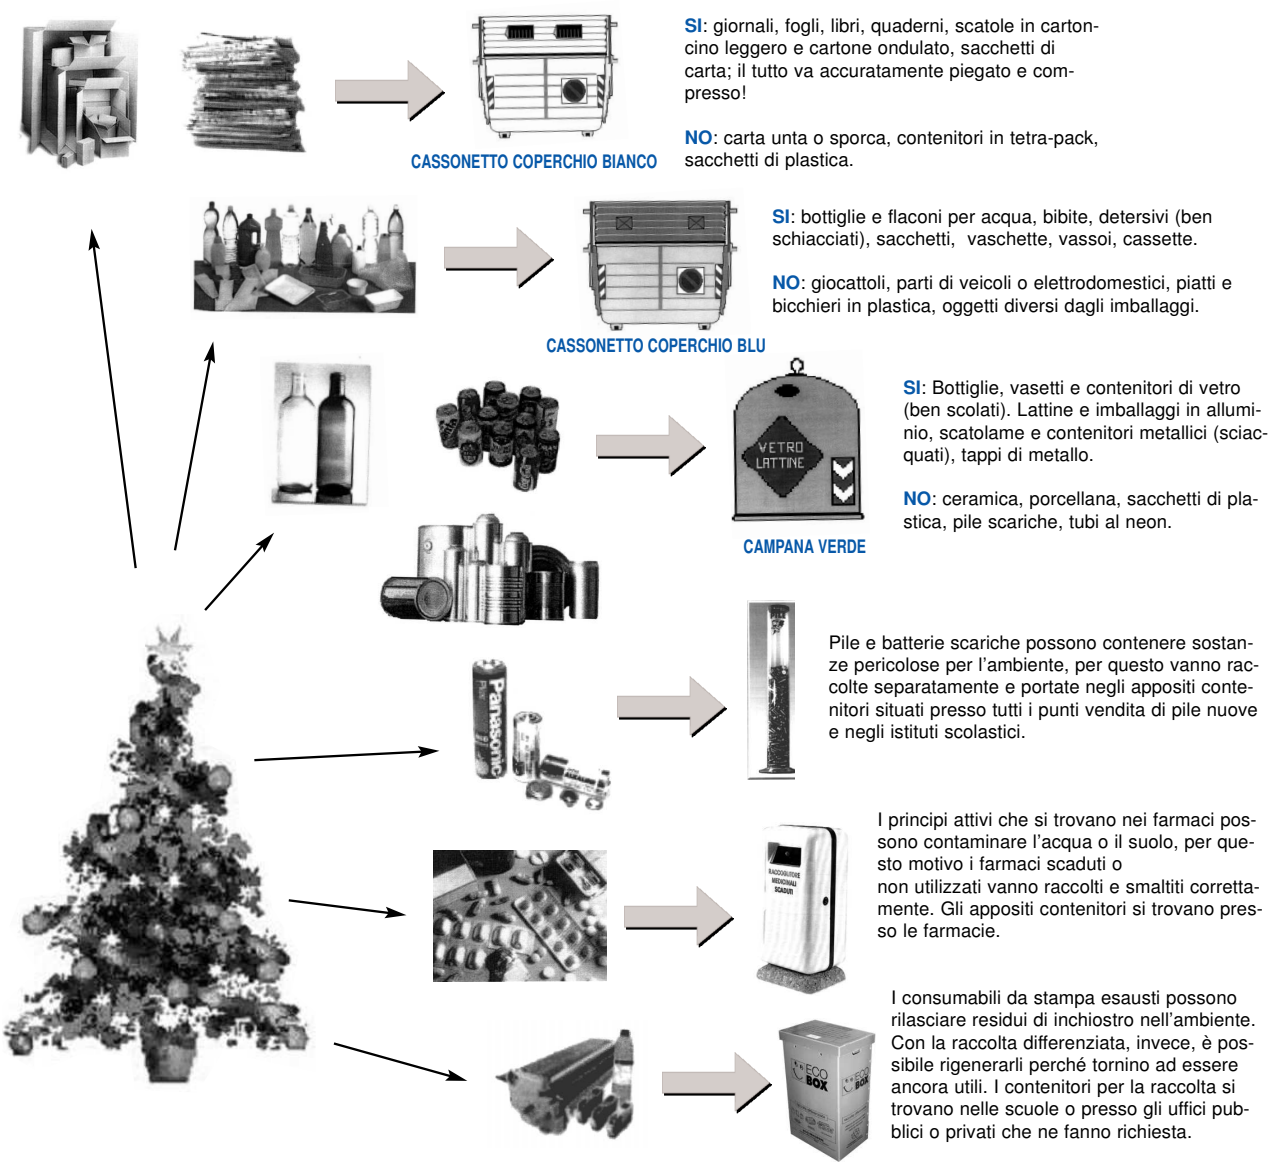 SI: giornali, fogli, libri, quaderni, scatole in carton-
cino leggero e cartone ondulato, sacchetti di
carta; il tutto va accuratamente piegato e com-
presso!
NO: carta unta o sporca, contenitori in tetra-pack,
sacchetti di plastica.
CASSONETTO COPERCHIO BIANCO
SI: bottiglie e flaconi per acqua, bibite, detersivi (ben
schiacciati), sacchetti, vaschette, vassoi, cassette.
NO: giocattoli, parti di veicoli o elettrodomestici, piatti e
bicchieri in plastica, oggetti diversi dagli imballaggi.
CASSONETTO COPERCHIO BLU
SI: Bottiglie, vasetti e contenitori di vetro
(ben scolati). Lattine e imballaggi in allumi-
nio, scatolame e contenitori metallici (sciac-
quati), tappi di metallo.
NO: ceramica, porcellana, sacchetti di pla-
stica, pile scariche, tubi al neon.
VETRO
LATTINE
CAMPANA VERDE
Pile e batterie scariche possono contenere sostan-
ze pericolose per l'ambiente, per questo vanno rac-
colte separatamente e portate negli appositi conte-
nitori situati presso tutti i punti vendita di pile nuove
e negli istituti scolastici.
PILE
Panasonic
ALKALINE
I principi attivi che si trovano nei farmaci pos-
sono contaminare l'acqua o il suolo, per que-
sto motivo i farmaci scaduti o
non utilizzati vanno raccolti e smaltiti corretta-
mente. Gli appositi contenitori si trovano pres-
so le farmacie.
RACCOGLITORE
MEDICINALI
SCADUTI
I consumabili da stampa esausti possono
rilasciare residui di inchiostro nell'ambiente.
Con la raccolta differenziata, invece, è pos-
sibile rigenerarli perché tornino ad essere
ancora utili. I contenitori per la raccolta si
trovano nelle scuole o presso gli uffici pub-
blici o privati che ne fanno richiesta.
ECO
BOX
ECO
BOX